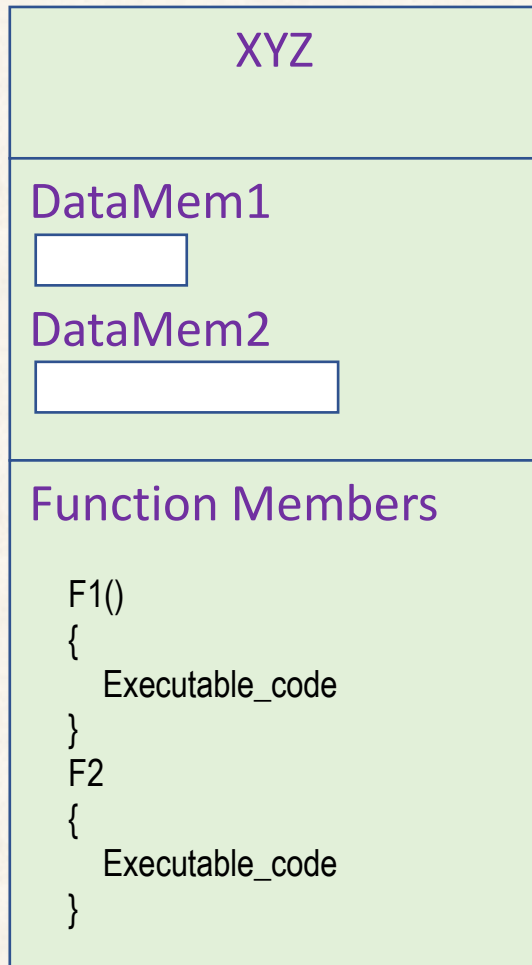 XYZ
DataMem1
DataMem2
Function Members
F1()
{
Executable_code
}
F2
{
Executable_code
}